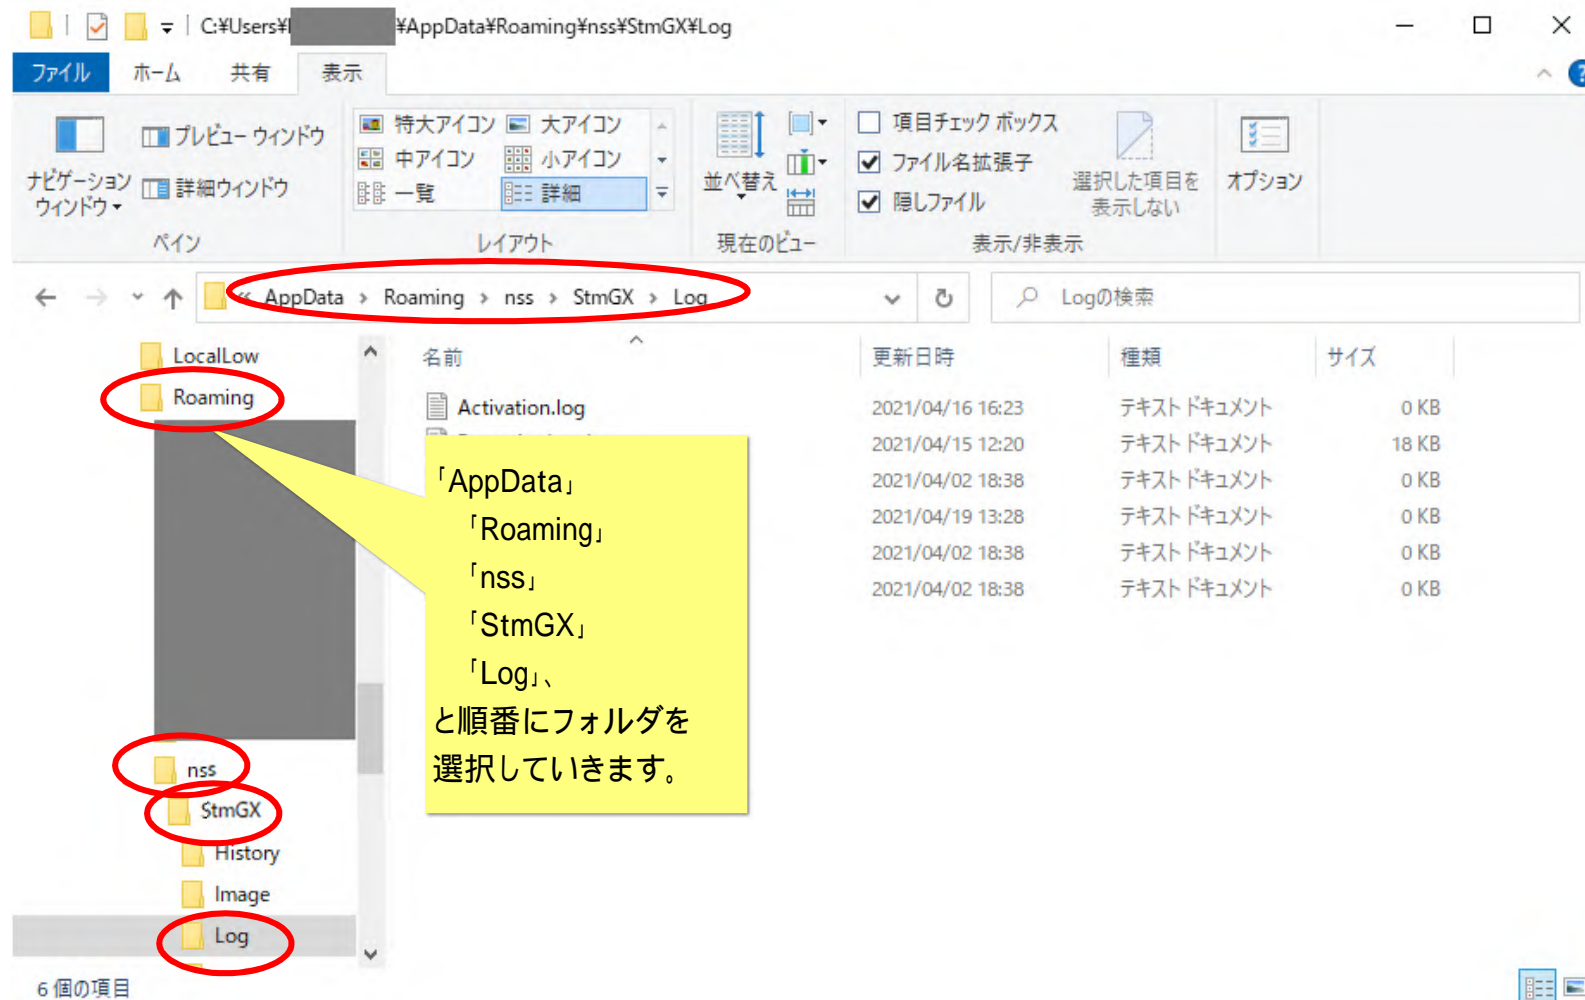 C:¥Users¥
¥AppData¥Roaming¥nss¥StmGX¥Log
ファイル ホーム 共有 表示
ナビゲーション
ウィンドウ
プレビュー ウィンドウ
詳細ウィンドウ
ペイン
特大アイコン 大アイコン
中アイコン 小アイコン
一覧 詳細
レイアウト
並べ替え
現在のビュー
項目チェック ボックス
ファイル名拡張子
隠しファイル
選択した項目を
表示しない
表示/非表示
オプション
« AppData › Roaming › nss › StmGX › Log
Logの検索
LocalLow
Roaming
nss
StmGX
History
Image
Log
名前 更新日時 種類 サイズ
Activation.log 2021/04/16 16:23 テキスト ドキュメント 0 KB
2021/04/15 12:20 テキスト ドキュメント 18 KB
2021/04/02 18:38 テキスト ドキュメント 0 KB
2021/04/19 13:28 テキスト ドキュメント 0 KB
2021/04/02 18:38 テキスト ドキュメント 0 KB
2021/04/02 18:38 テキスト ドキュメント 0 KB
「AppData」
「Roaming」
「nss」
「StmGX」
「Log」、
と順番にフォルダを
選択していきます。
6 個の項目